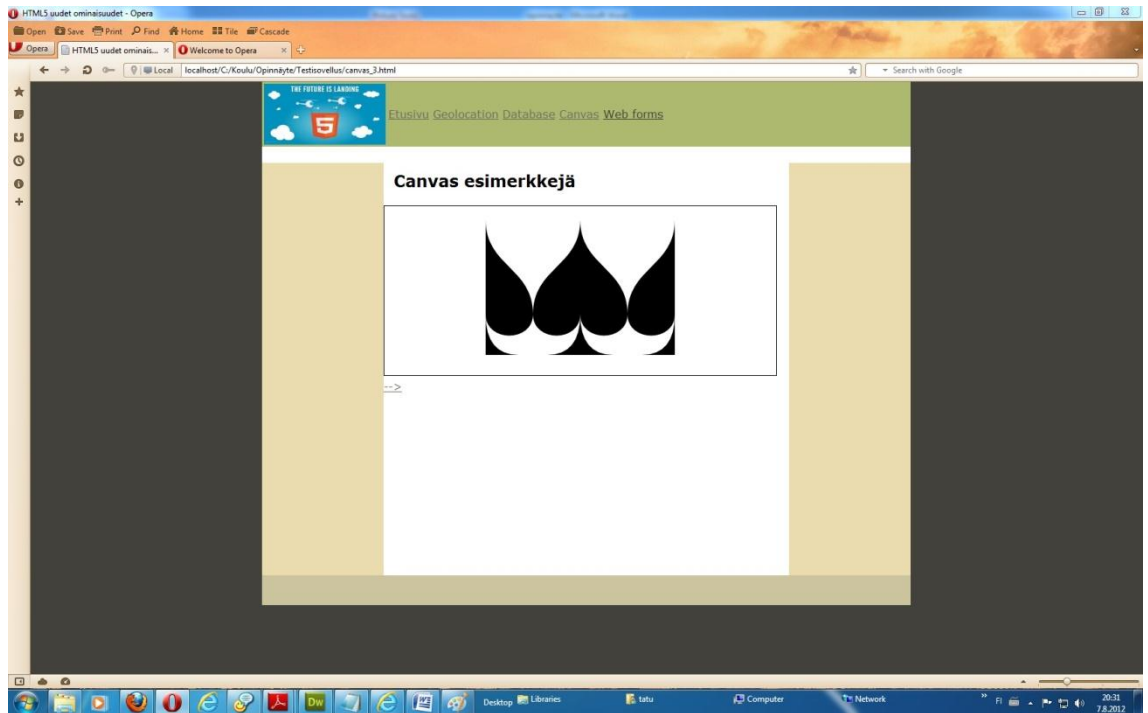 HTML5 uudet ominaisuudet - Opera
Open Save Print Find Home Tile Cascade
Opera HTML5 uudet ominais... Welcome to Opera
Local localhost/C:/Koulu/Opinnäyte/Testisovellus/canvas_3.html Search with Google
THE FUTURE IS LANDING
5
Etusivu Geolocation Database Canvas Web forms
Canvas esimerkkejä
-->
Dw Desktop Libraries tatu Computer Network FI 20:31
7.8.2012